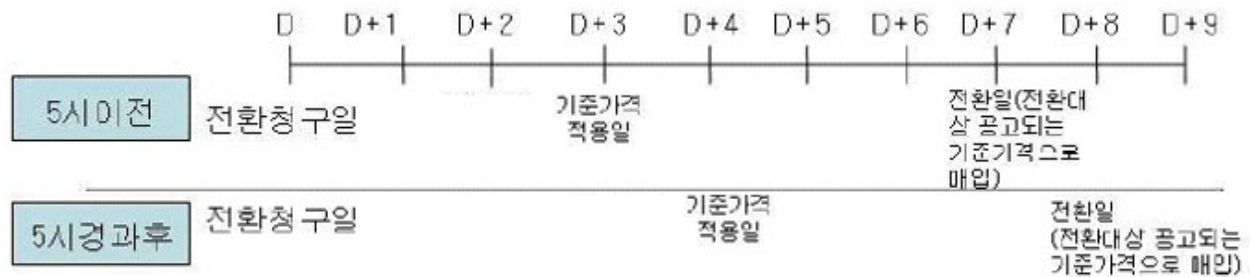 D D+1 D+2 D+3 D+4 D+5 D+6 D+7 D+8 D+9
5시이전
전환청구일
기준가격
적용일
전환일(전환대
상 공고되는
기준가격으로
매입)
5시경과후
전환청구일
기준가격
적용일
전환일
(전환대상 공고되는
기준가격으로 매입)